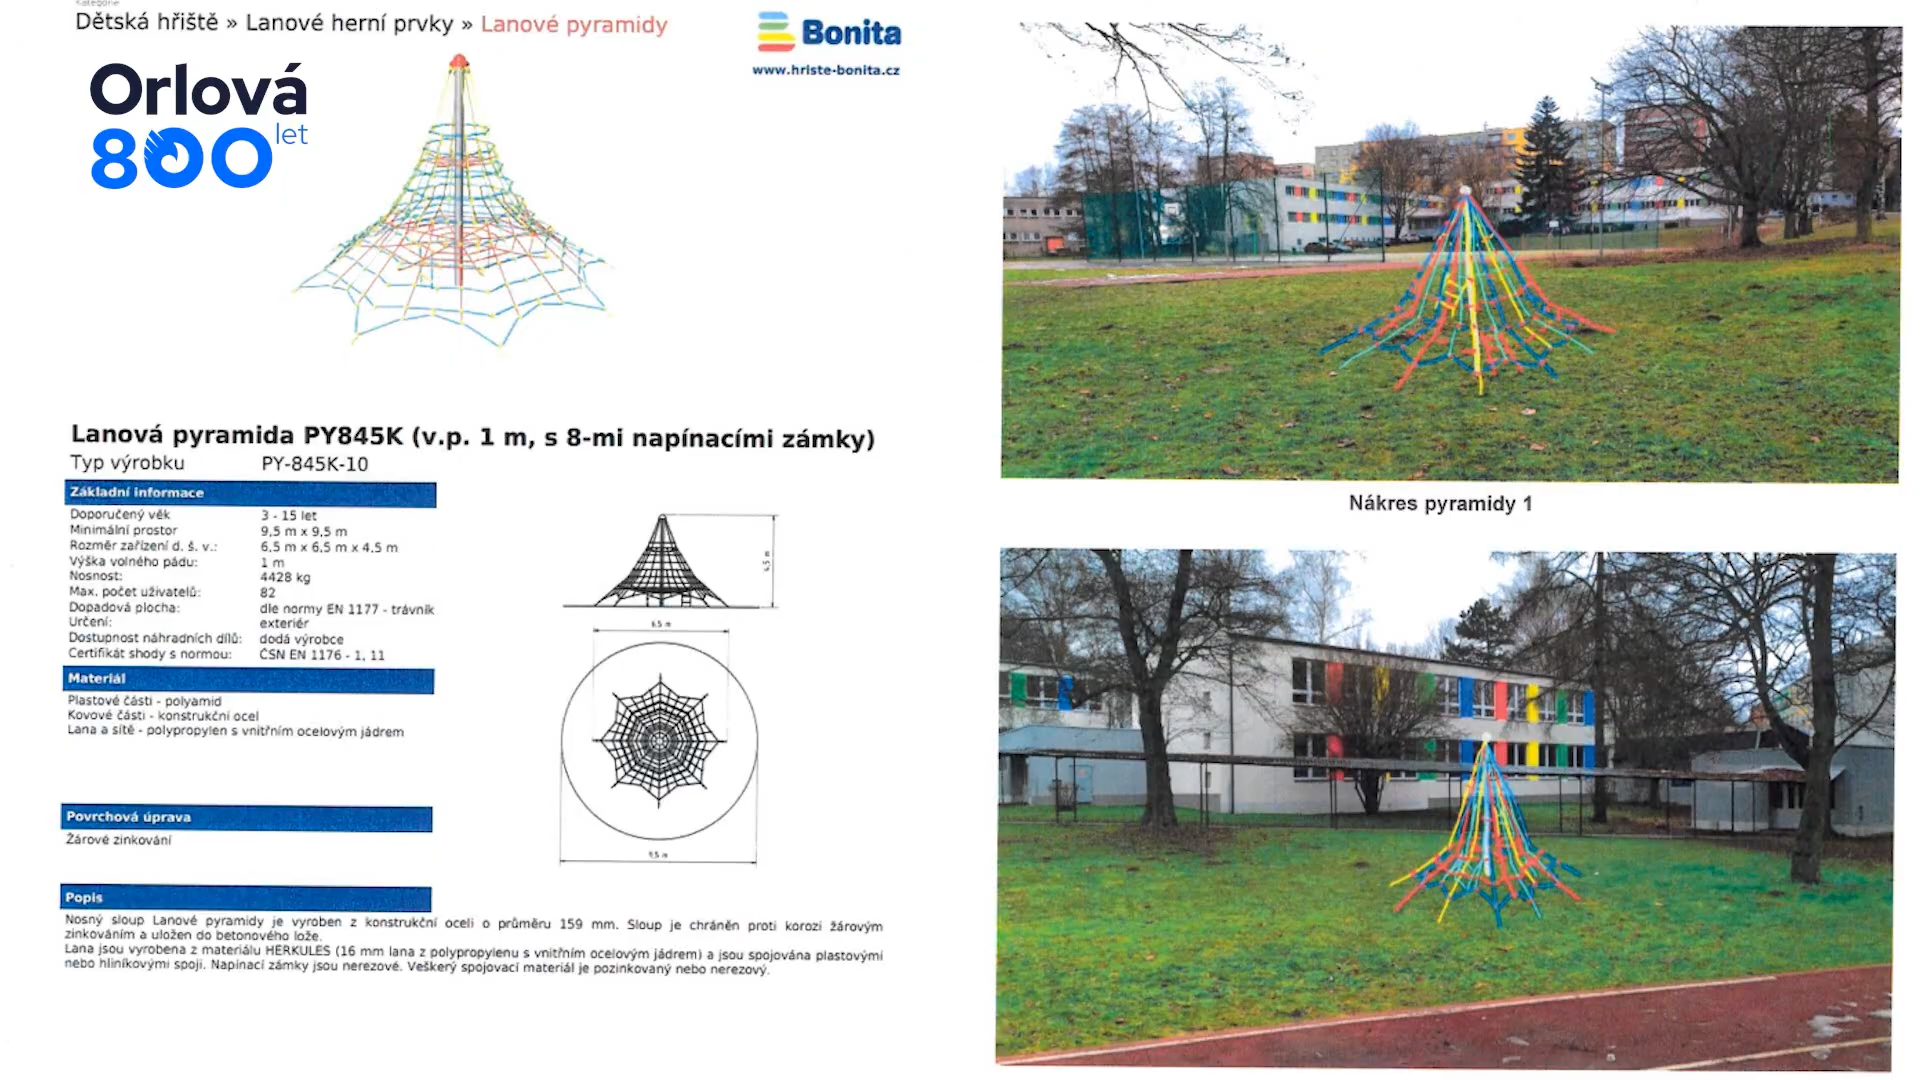 Kategorie
Dětská hřiště » Lanové herní prvky » Lanové pyramidy
Bonita
www.hriste-bonita.cz
Orlová
800 let
Lanová pyramida PY845K (v.p. 1 m, s 8-mi napínacími zámky)
Typ výrobku PY-845K-10
Základní informace
Doporučený věk 3 - 15 let
Minimální prostor 9,5 m x 9,5 m
Rozměr zařízení d. š. v.: 6,5 m x 6,5 m x 4,5 m
Výška volného pádu: 1 m
Nosnost: 4428 kg
Max. počet uživatelů: 82
Dopadová plocha: dle normy EN 1177 - trávník
Určení: exteriér
Dostupnost náhradních dílů: dodá výrobce
Certifikát shody s normou: ČSN EN 1176 - 1, 11
Materiál
Plastové části - polyamid
Kovové části - konstrukční ocel
Lana a sítě - polypropylen s vnitřním ocelovým jádrem
Povrchová úprava
Žárové zinkování
Popis
Nosný sloup Lanové pyramidy je vyroben z konstrukční oceli o průměru 159 mm. Sloup je chráněn proti korozi žárovým
zinkováním a uložen do betonového lože.
Lana jsou vyrobena z materiálu HERKULES (16 mm lana z polypropylenu s vnitřním ocelovým jádrem) a jsou spojována plastovými
nebo hliníkovými spoji. Napínací zámky jsou nerezové. Veškerý spojovací materiál je pozinkovaný nebo nerezový.
4,5 m
6,5 m
9,5 m
Nákres pyramidy 1